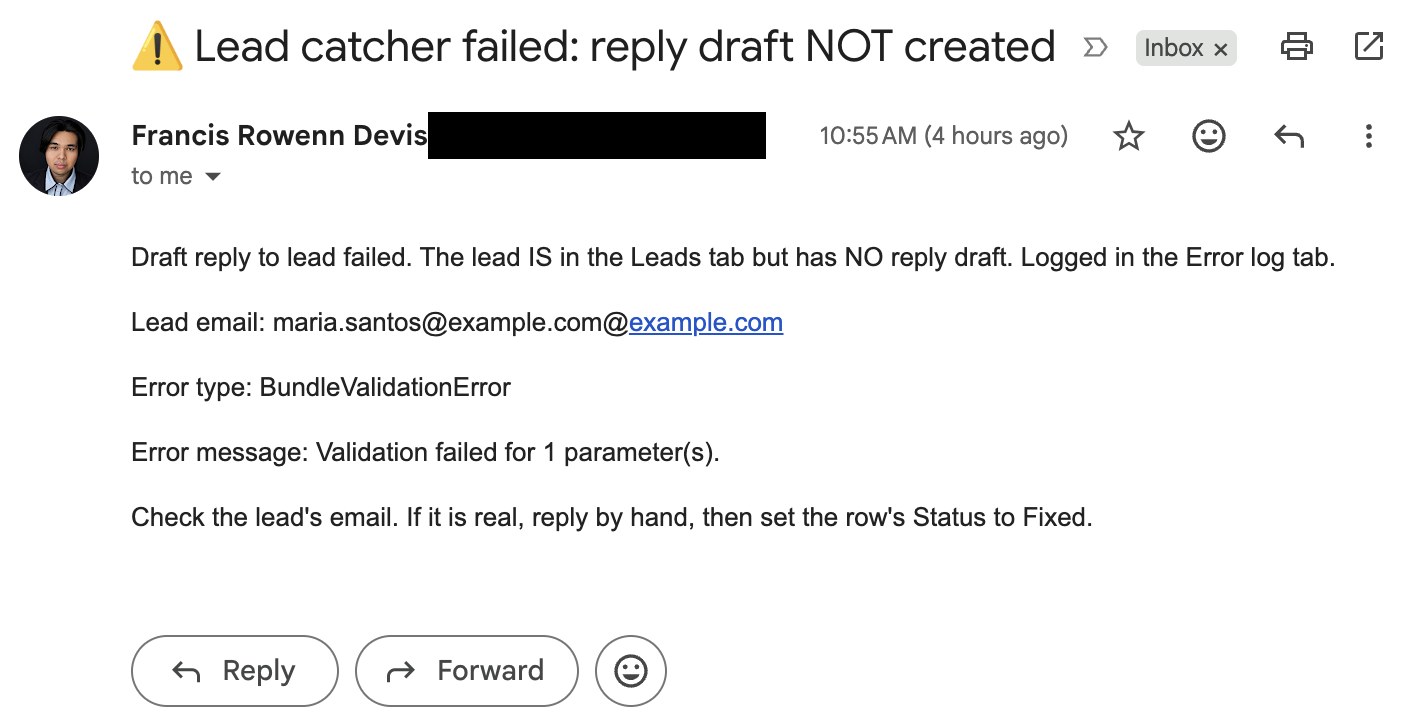 ⚠️ Lead catcher failed: reply draft NOT created
Inbox ×
Francis Rowenn Devis
10:55 AM (4 hours ago)
to me
Draft reply to lead failed. The lead IS in the Leads tab but has NO reply draft. Logged in the Error log tab.
Lead email: maria.santos@example.com@example.com
Error type: BundleValidationError
Error message: Validation failed for 1 parameter(s).
Check the lead's email. If it is real, reply by hand, then set the row's Status to Fixed.
Reply
Forward